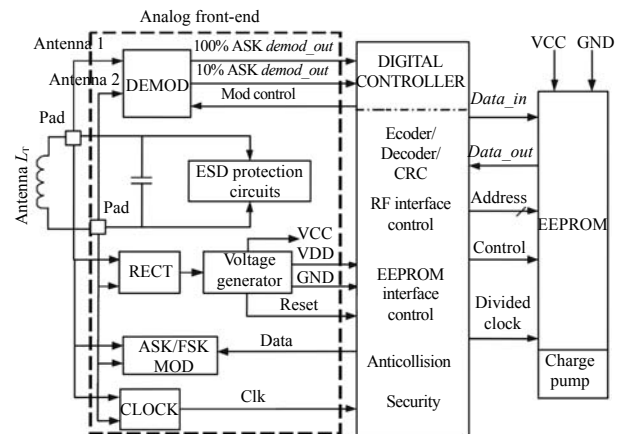 Analog front-end
Antenna 1
100% ASK demod_out
DIGITAL
CONTROLLER
VCC
GND
Antenna 2
DEMOD
10% ASK demod_out
Mod control
Data_in
Pad
Ecoder/
Decoder/
CRC
Data_out
Antenna LT
ESD protection
circuits
RF interface
control
Address
EEPROM
Pad
VCC
RECT
Voltage
generator
VDD
GND
Reset
EEPROM
interface
control
Control
Divided
clock
ASK/FSK
MOD
Data
Anticollision
Charge
pump
CLOCK
Clk
Security